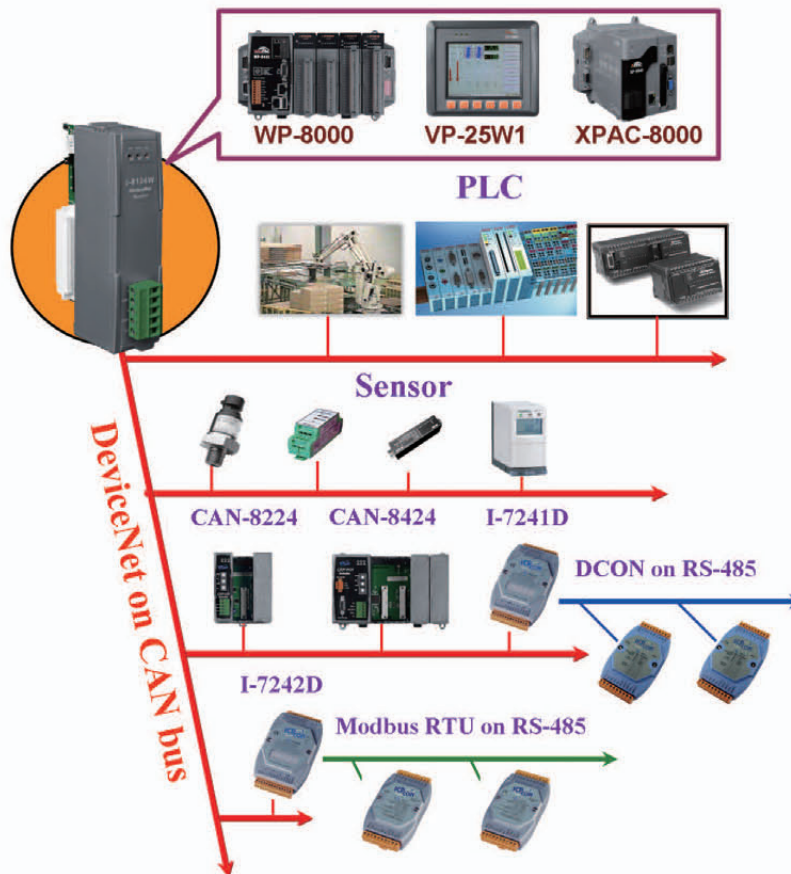 WP-8000 VP-25W1 XPAC-8000
I-8124W
PLC
Sensor
DeviceNet on CAN bus
CAN-8224 CAN-8424 I-7241D
DCON on RS-485
I-7242D
Modbus RTU on RS-485